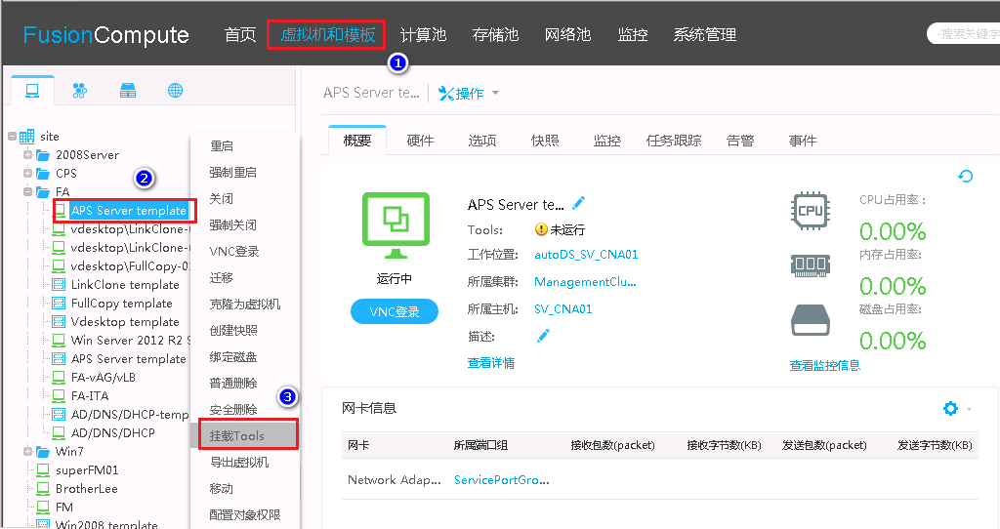 FusionCompute 首页 虚拟机和模板 计算池 存储池 网络池 监控 系统管理 -搜索关键字
1
APS Server te... 操作
site
2008Server
CPS
2
FA
APS Server template
vdesktop\LinkClone-
vdesktop\LinkClone-
vdesktop\FullCopy-0
LinkClone template
FullCopy template
Vdesktop template
Win Server 2012 R2 S
APS Server template
FA-vAG/vLB
FA-ITA
AD/DNS/DHCP-temp
AD/DNS/DHCP
Win7
superFM01
BrotherLee
FM
Win2008 template
重启
强制重启
关闭
强制关闭
VNC登录
迁移
克隆为虚拟机
创建快照
绑定磁盘
普通删除
安全删除
3
挂载Tools
导出虚拟机
移动
配置对象权限
概要 硬件 选项 快照 监控 任务跟踪 告警 事件
运行中
VNC登录
APS Server te...
Tools: 未运行
工作位置: autoDS_SV_CNA01
所属集群: ManagementClu...
所属主机: SV_CNA01
描述:
查看详情
CPU
CPU占用率:
0.00%
内存占用率:
0.00%
磁盘占用率:
0.00%
查看监控信息
网卡信息
网卡 所属端口组 接收包数(packet) 接收字节数(KB) 发送包数(packet) 发送字节数(KB)
Network Adap... ServicePortGro...